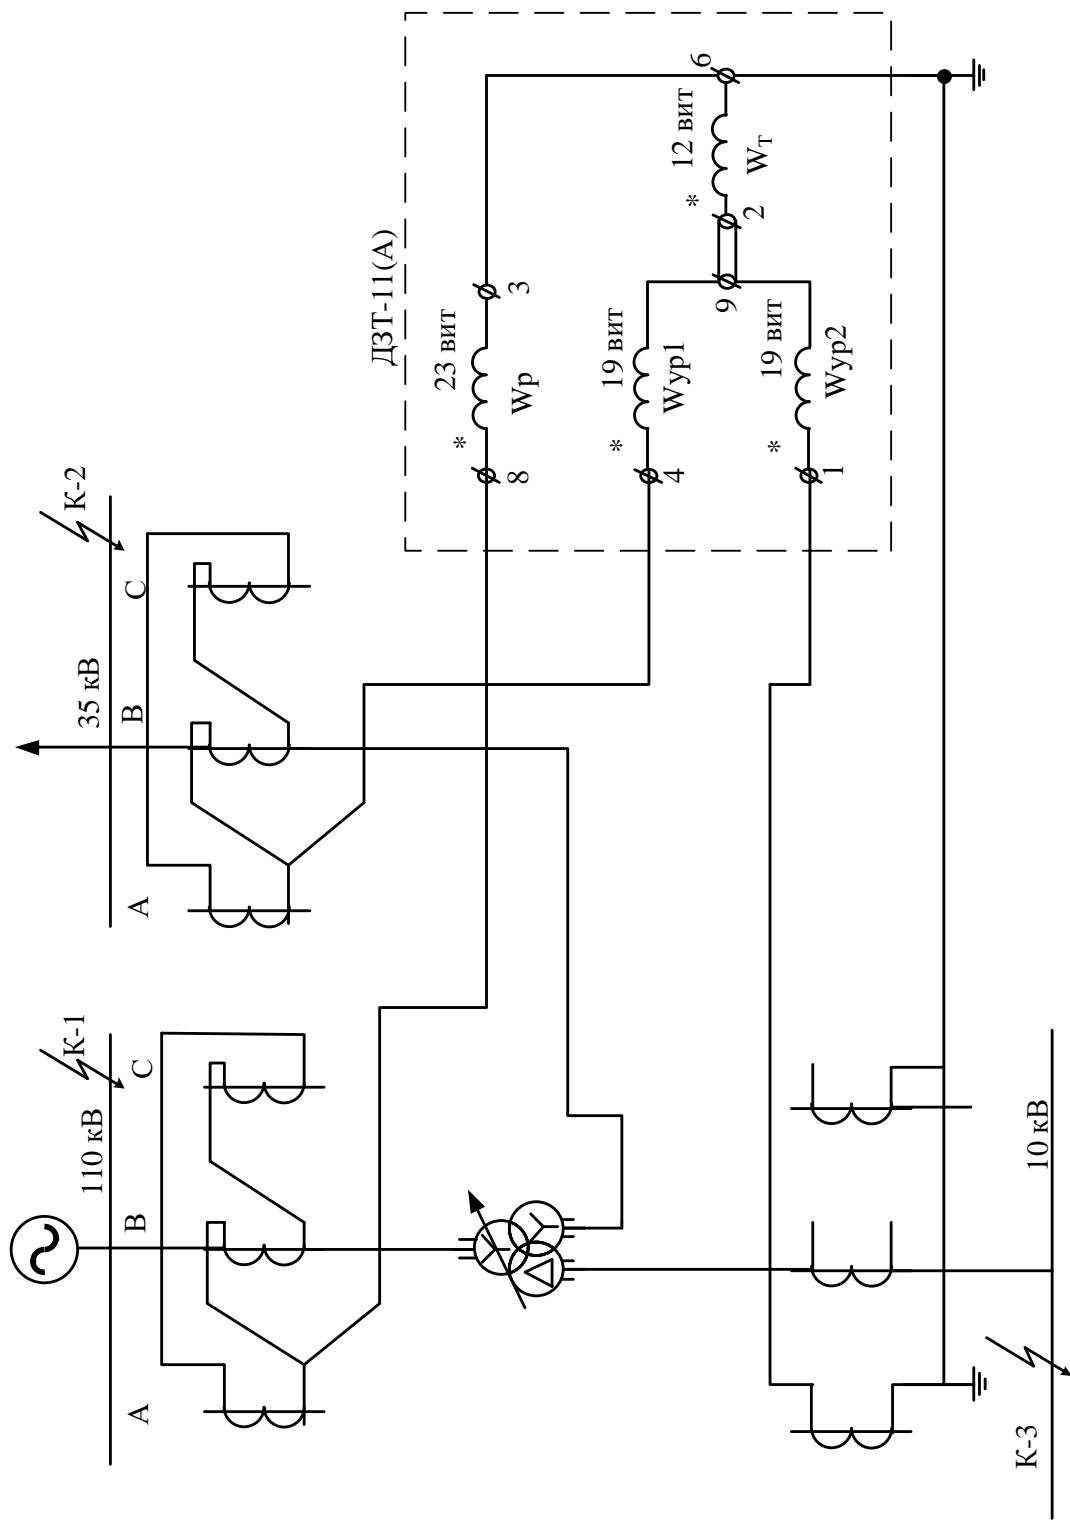 110 кВ
К-1
A
B
C
35 кВ
К-2
A
B
C
ДЗТ-11(А)
*
23 вит
Wр
8
3
*
19 вит
Wур1
4
9
*
19 вит
Wур2
1
*
12 вит
Wт
2
6
К-3
10 кВ